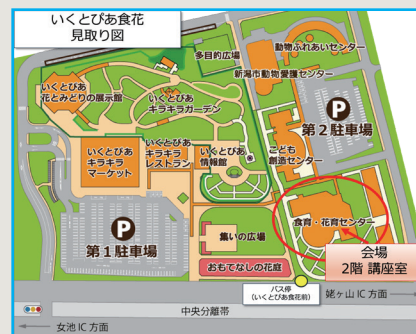 いくとぴあ食花
見取り図
多目的広場
動物ふれあいセンター
新潟市動物愛護センター
いくとぴあ
花とみどりの展示館
いくとぴあ
キラキラガーデン
P
第2駐車場
いくとぴあ
キラキラ
マーケット
いくとぴあ
キラキラ
レストラン
いくとぴあ
情報館
こども
創造センター
P
第1駐車場
集いの広場
食育・花育センター
会場
2階 講座室
おもてなしの花庭
バス停
(いくとぴあ食花前)
姥ヶ山 IC 方面
中央分離帯
女池 IC 方面